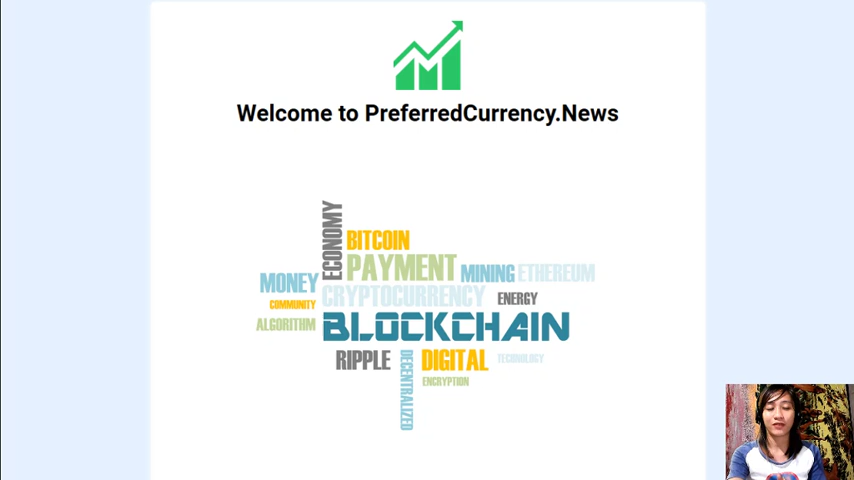 Welcome to PreferredCurrency.News
ECONOMY
BITCOIN
PAYMENT
MONEY
MINING
ETHEREUM
CRYPTOCURRENCY
ENERGY
COMMUNITY
ALGORITHM
BLOCKCHAIN
RIPPLE
DECENTRALIZED
DIGITAL
TECHNOLOGY
ENCRYPTION